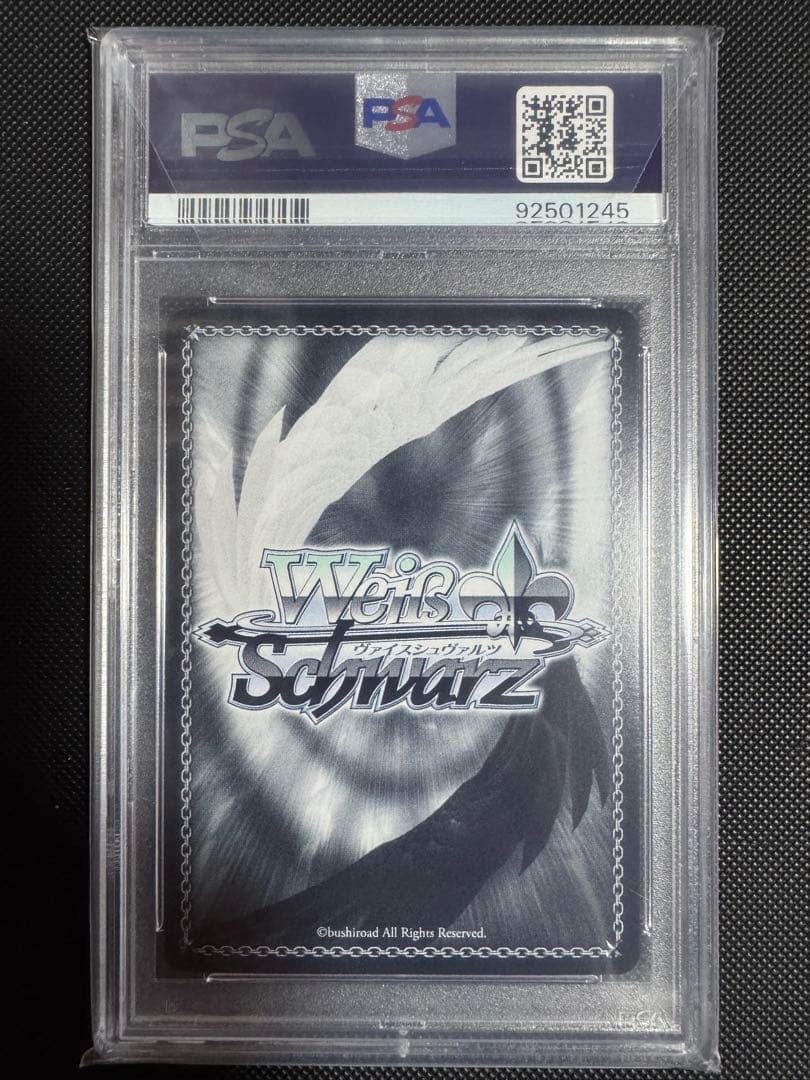 PSA PSA
92501245
Weiß
ヴァイスシュヴァルツ
Schwarz
©bushiroad All Rights Reserved.
PSA